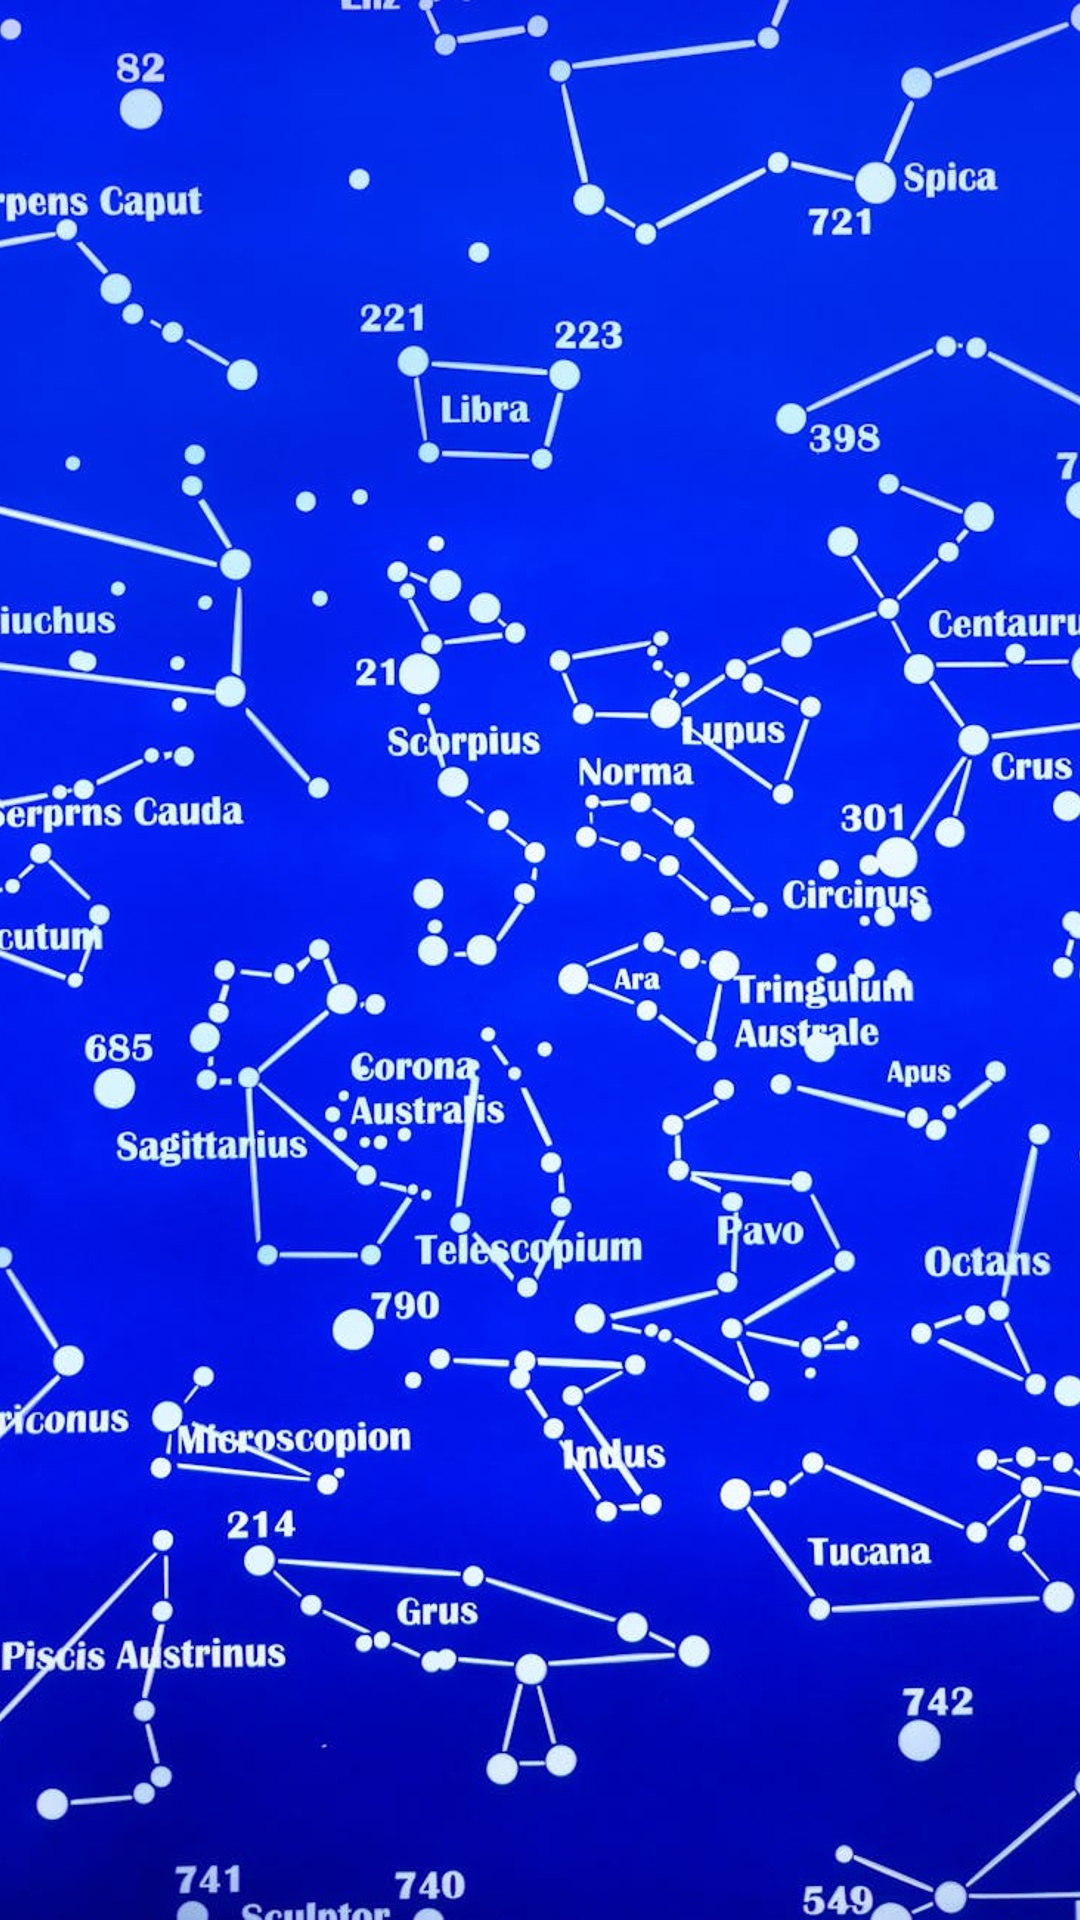 82
rpens Caput
Spica
721
221
223
Libra
398
7
iuchus
Centauru
21
Scorpius
Lupus
Norma
Crus
Serprns Cauda
301
Circinus
cutum
Ara
Tringulum
Australe
685
Corona
Australis
Apus
Sagittarius
Pavo
Telescopium
Octans
790
riconus
Microscopion
Indus
214
Tucana
Grus
Piscis Austrinus
742
741
740
Sculptor
549